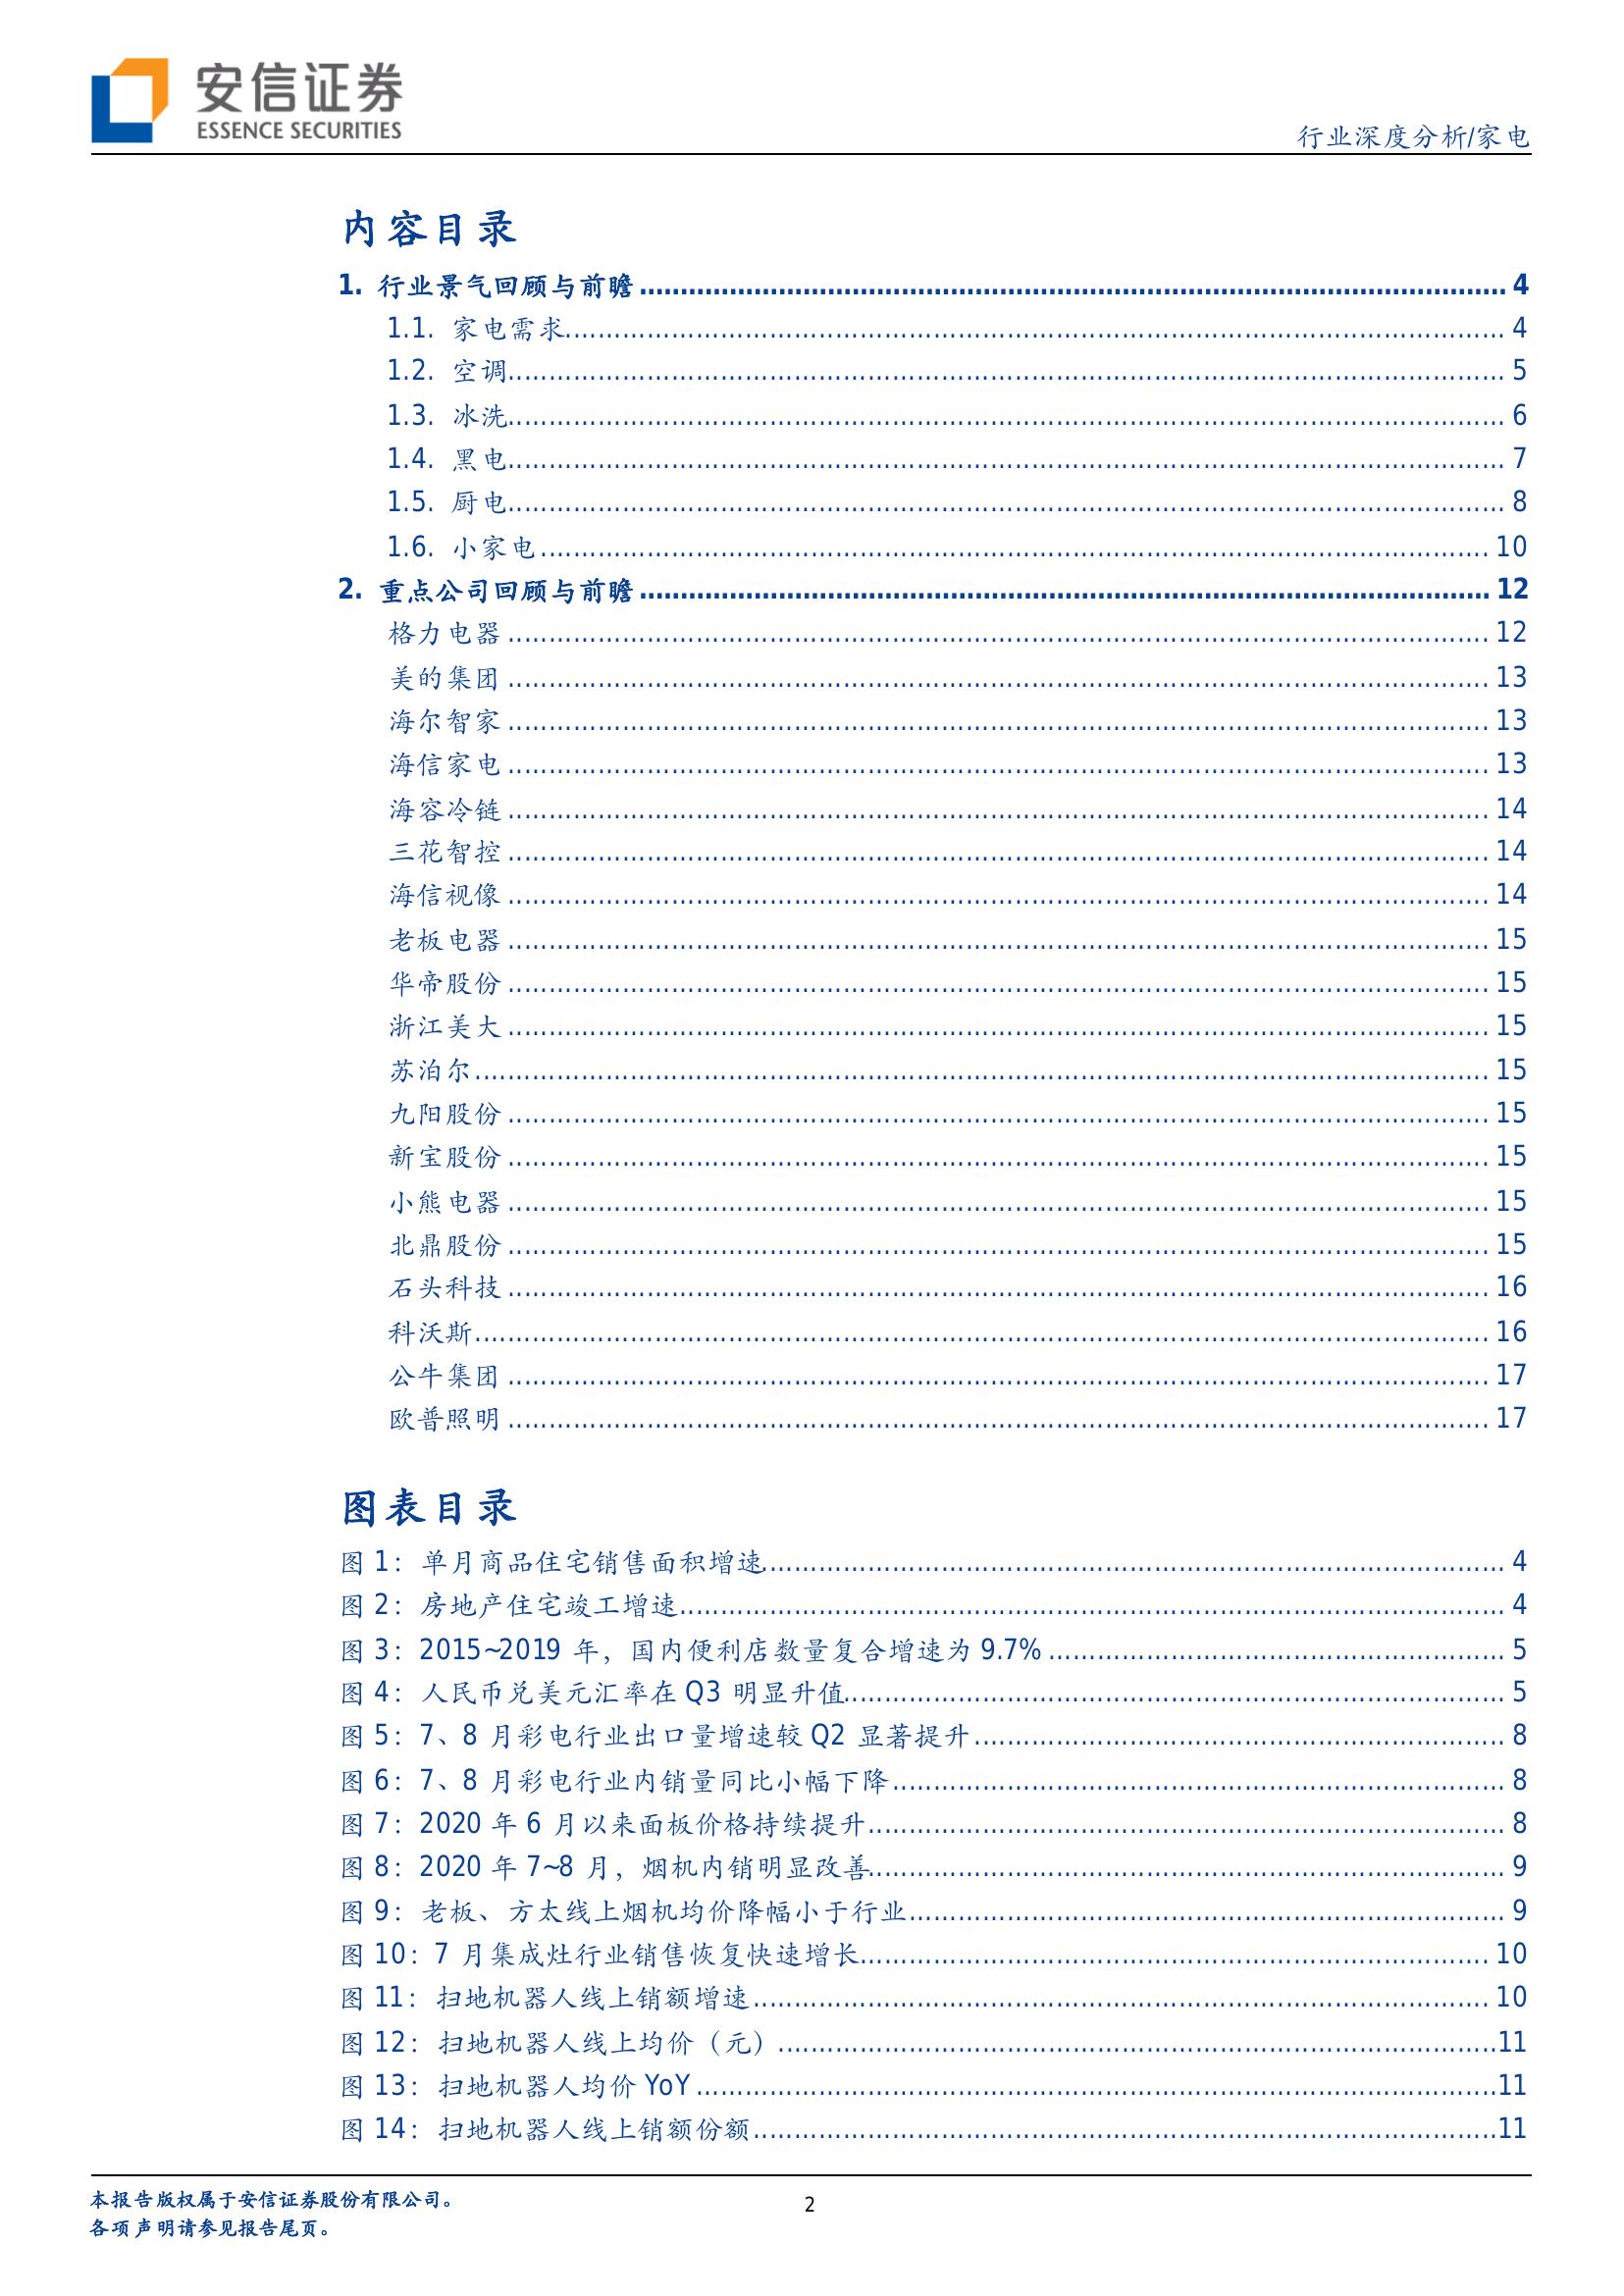 安信证券
ESSENCE SECURITIES
行业深度分析/家电
内容目录
1. 行业景气回顾与前瞻 4
1.1. 家电需求 4
1.2. 空调 5
1.3. 冰洗 6
1.4. 黑电 7
1.5. 厨电 8
1.6. 小家电 10
2. 重点公司回顾与前瞻 12
格力电器 12
美的集团 13
海尔智家 13
海信家电 13
海容冷链 14
三花智控 14
海信视像 14
老板电器 15
华帝股份 15
浙江美大 15
苏泊尔 15
九阳股份 15
新宝股份 15
小熊电器 15
北鼎股份 15
石头科技 16
科沃斯 16
公牛集团 17
欧普照明 17
图表目录
图 1：单月商品住宅销售面积增速 4
图 2：房地产住宅竣工增速 4
图 3：2015~2019 年，国内便利店数量复合增速为 9.7% 5
图 4：人民币兑美元汇率在 Q3 明显升值 5
图 5：7、8 月彩电行业出口量增速较 Q2 显著提升 8
图 6：7、8 月彩电行业内销量同比小幅下降 8
图 7：2020 年 6 月以来面板价格持续提升 8
图 8：2020 年 7~8 月，烟机内销明显改善 9
图 9：老板、方太线上烟机均价降幅小于行业 9
图 10：7 月集成灶行业销售恢复快速增长 10
图 11：扫地机器人线上销额增速 10
图 12：扫地机器人线上均价（元） 11
图 13：扫地机器人均价 YoY 11
图 14：扫地机器人线上销额份额 11
本报告版权属于安信证券股份有限公司。
各项声明请参见报告尾页。
2